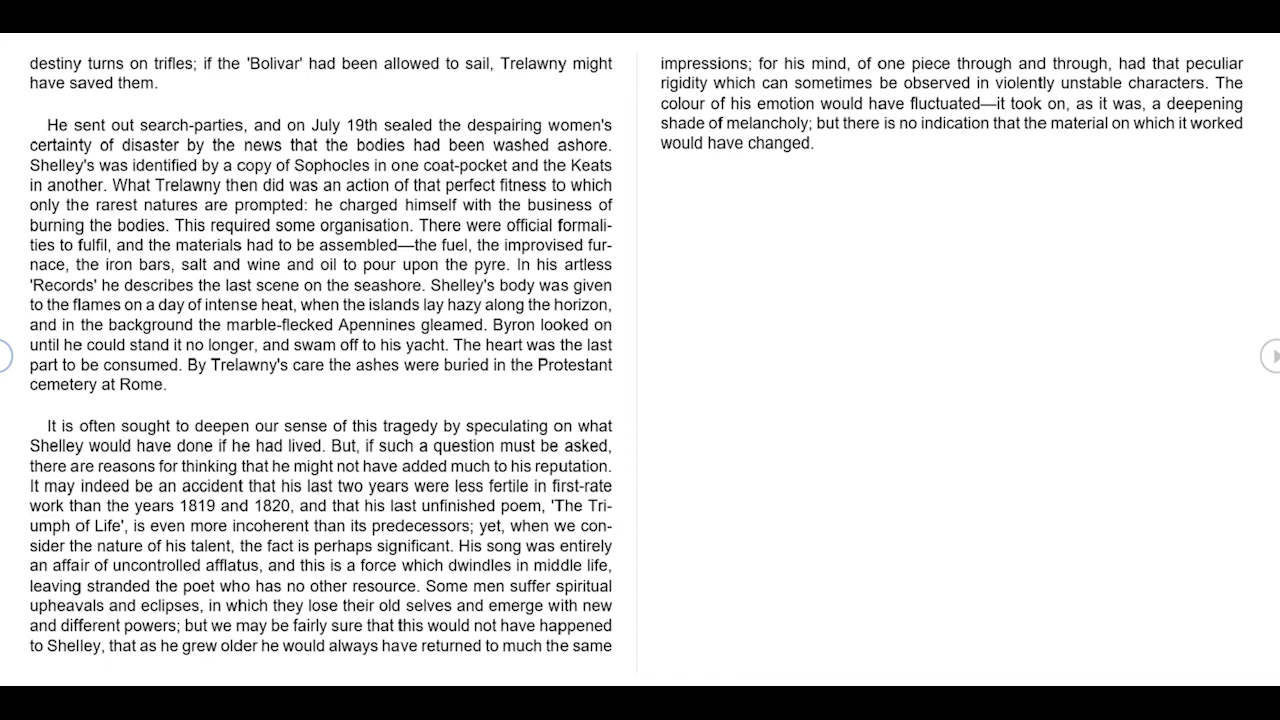 destiny turns on trifles; if the 'Bolivar' had been allowed to sail, Trelawny might
have saved them.
He sent out search-parties, and on July 19th sealed the despairing women's
certainty of disaster by the news that the bodies had been washed ashore.
Shelley's was identified by a copy of Sophocles in one coat-pocket and the Keats
in another. What Trelawny then did was an action of that perfect fitness to which
only the rarest natures are prompted: he charged himself with the business of
burning the bodies. This required some organisation. There were official formali-
ties to fulfil, and the materials had to be assembled—the fuel, the improvised fur-
nace, the iron bars, salt and wine and oil to pour upon the pyre. In his artless
'Records' he describes the last scene on the seashore. Shelley's body was given
to the flames on a day of intense heat, when the islands lay hazy along the horizon,
and in the background the marble-flecked Apennines gleamed. Byron looked on
until he could stand it no longer, and swam off to his yacht. The heart was the last
part to be consumed. By Trelawny's care the ashes were buried in the Protestant
cemetery at Rome.
It is often sought to deepen our sense of this tragedy by speculating on what
Shelley would have done if he had lived. But, if such a question must be asked,
there are reasons for thinking that he might not have added much to his reputation.
It may indeed be an accident that his last two years were less fertile in first-rate
work than the years 1819 and 1820, and that his last unfinished poem, 'The Tri-
umph of Life', is even more incoherent than its predecessors; yet, when we con-
sider the nature of his talent, the fact is perhaps significant. His song was entirely
an affair of uncontrolled afflatus, and this is a force which dwindles in middle life,
leaving stranded the poet who has no other resource. Some men suffer spiritual
upheavals and eclipses, in which they lose their old selves and emerge with new
and different powers; but we may be fairly sure that this would not have happened
to Shelley, that as he grew older he would always have returned to much the same
impressions; for his mind, of one piece through and through, had that peculiar
rigidity which can sometimes be observed in violently unstable characters. The
colour of his emotion would have fluctuated—it took on, as it was, a deepening
shade of melancholy; but there is no indication that the material on which it worked
would have changed.